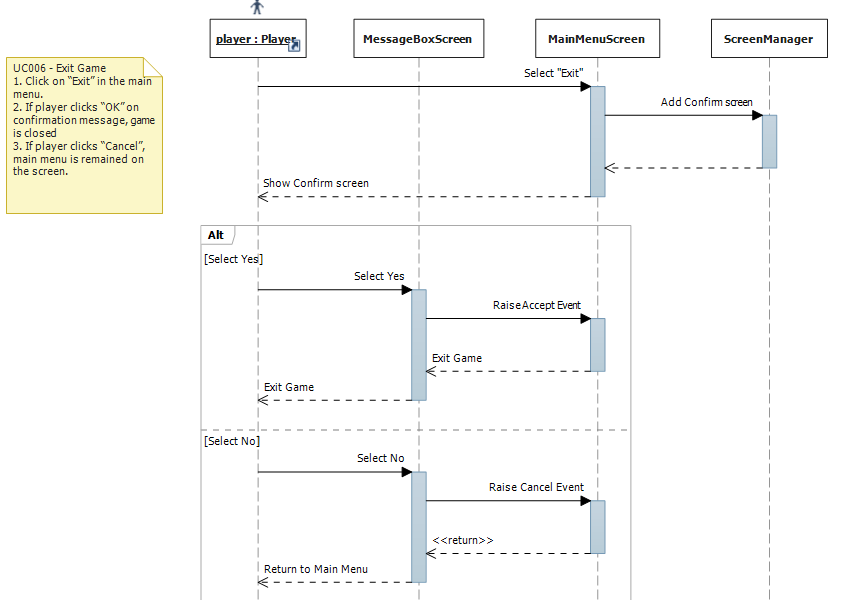 player : Player
MessageBoxScreen
MainMenuScreen
ScreenManager
UC006 - Exit Game
1. Click on “Exit” in the main
menu.
2. If player clicks “OK” on
confirmation message, game
is closed
3. If player clicks “Cancel”,
main menu is remained on
the screen.
Select "Exit"
Add Confirm screen
Show Confirm screen
Alt
[Select Yes]
Select Yes
Raise Accept Event
Exit Game
Exit Game
[Select No]
Select No
Raise Cancel Event
<<return>>
Return to Main Menu